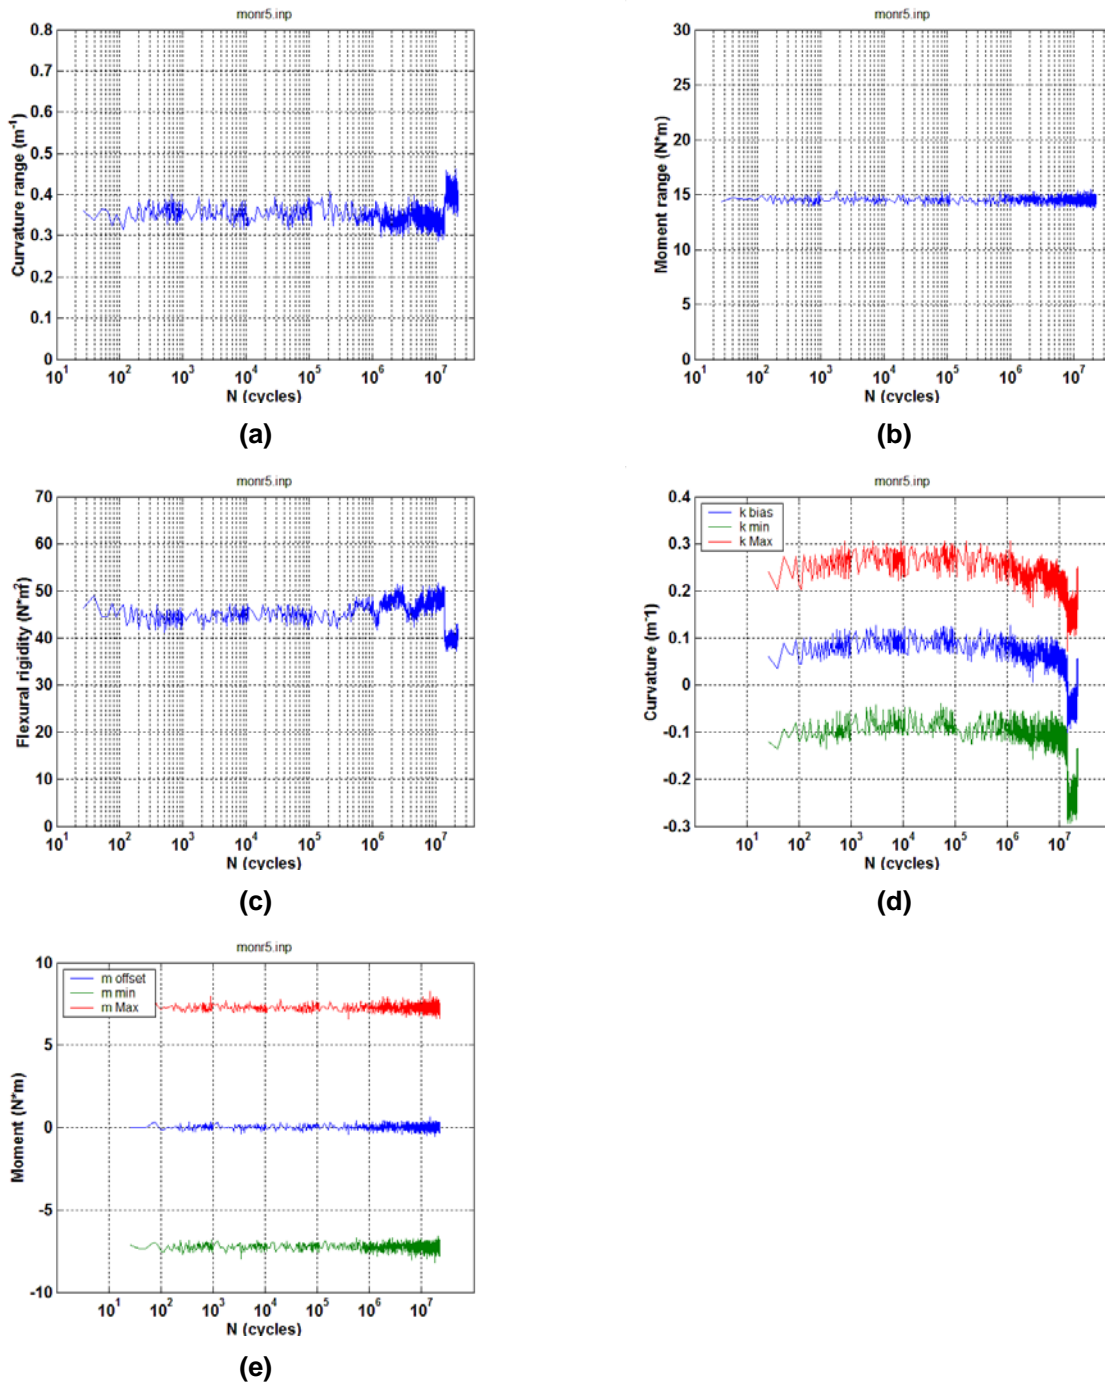 monr5.inp
0.8
0.7
0.6
0.5
0.4
0.3
0.2
0.1
0
Curvature range (m⁻¹)
10¹ 10² 10³ 10⁴ 10⁵ 10⁶ 10⁷
N (cycles)
(a)
monr5.inp
30
25
20
15
10
5
0
Moment range (N*m)
10¹ 10² 10³ 10⁴ 10⁵ 10⁶ 10⁷
N (cycles)
(b)
monr5.inp
70
60
50
40
30
20
10
0
Flexural rigidity (N*m²)
10¹ 10² 10³ 10⁴ 10⁵ 10⁶ 10⁷
N (cycles)
(c)
monr5.inp
k bias
k min
k Max
0.4
0.3
0.2
0.1
0
-0.1
-0.2
-0.3
Curvature (m⁻¹)
10¹ 10² 10³ 10⁴ 10⁵ 10⁶ 10⁷
N (cycles)
(d)
monr5.inp
m offset
m min
m Max
10
5
0
-5
-10
Moment (N*m)
10¹ 10² 10³ 10⁴ 10⁵ 10⁶ 10⁷
N (cycles)
(e)